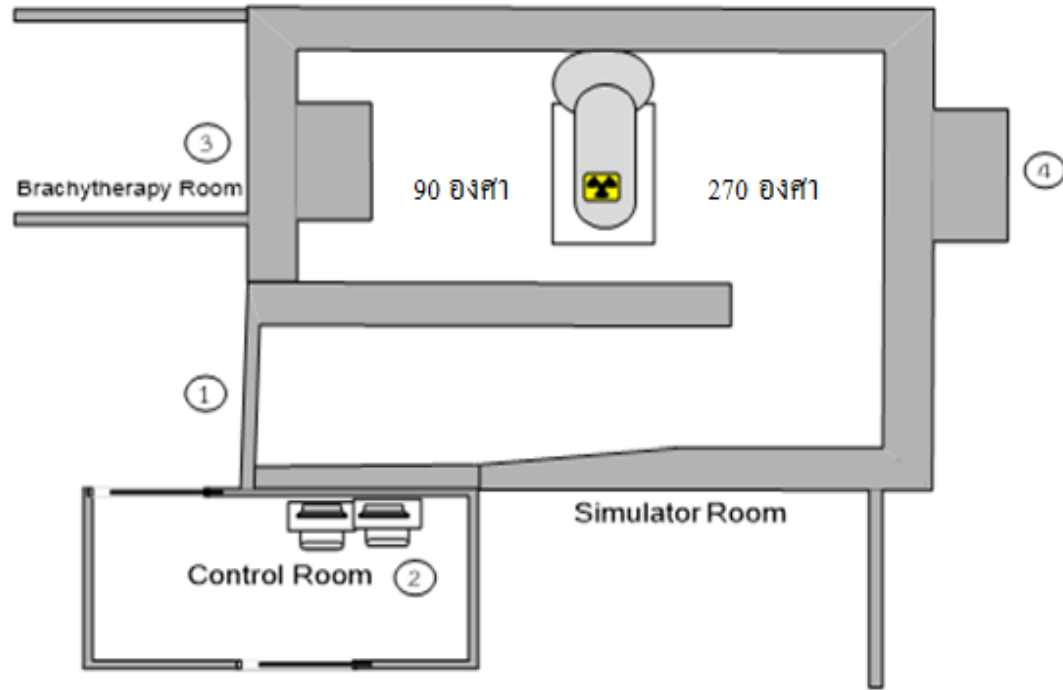 3
Brachytherapy Room
90 องศา
270 องศา
4
1
Simulator Room
Control Room
2